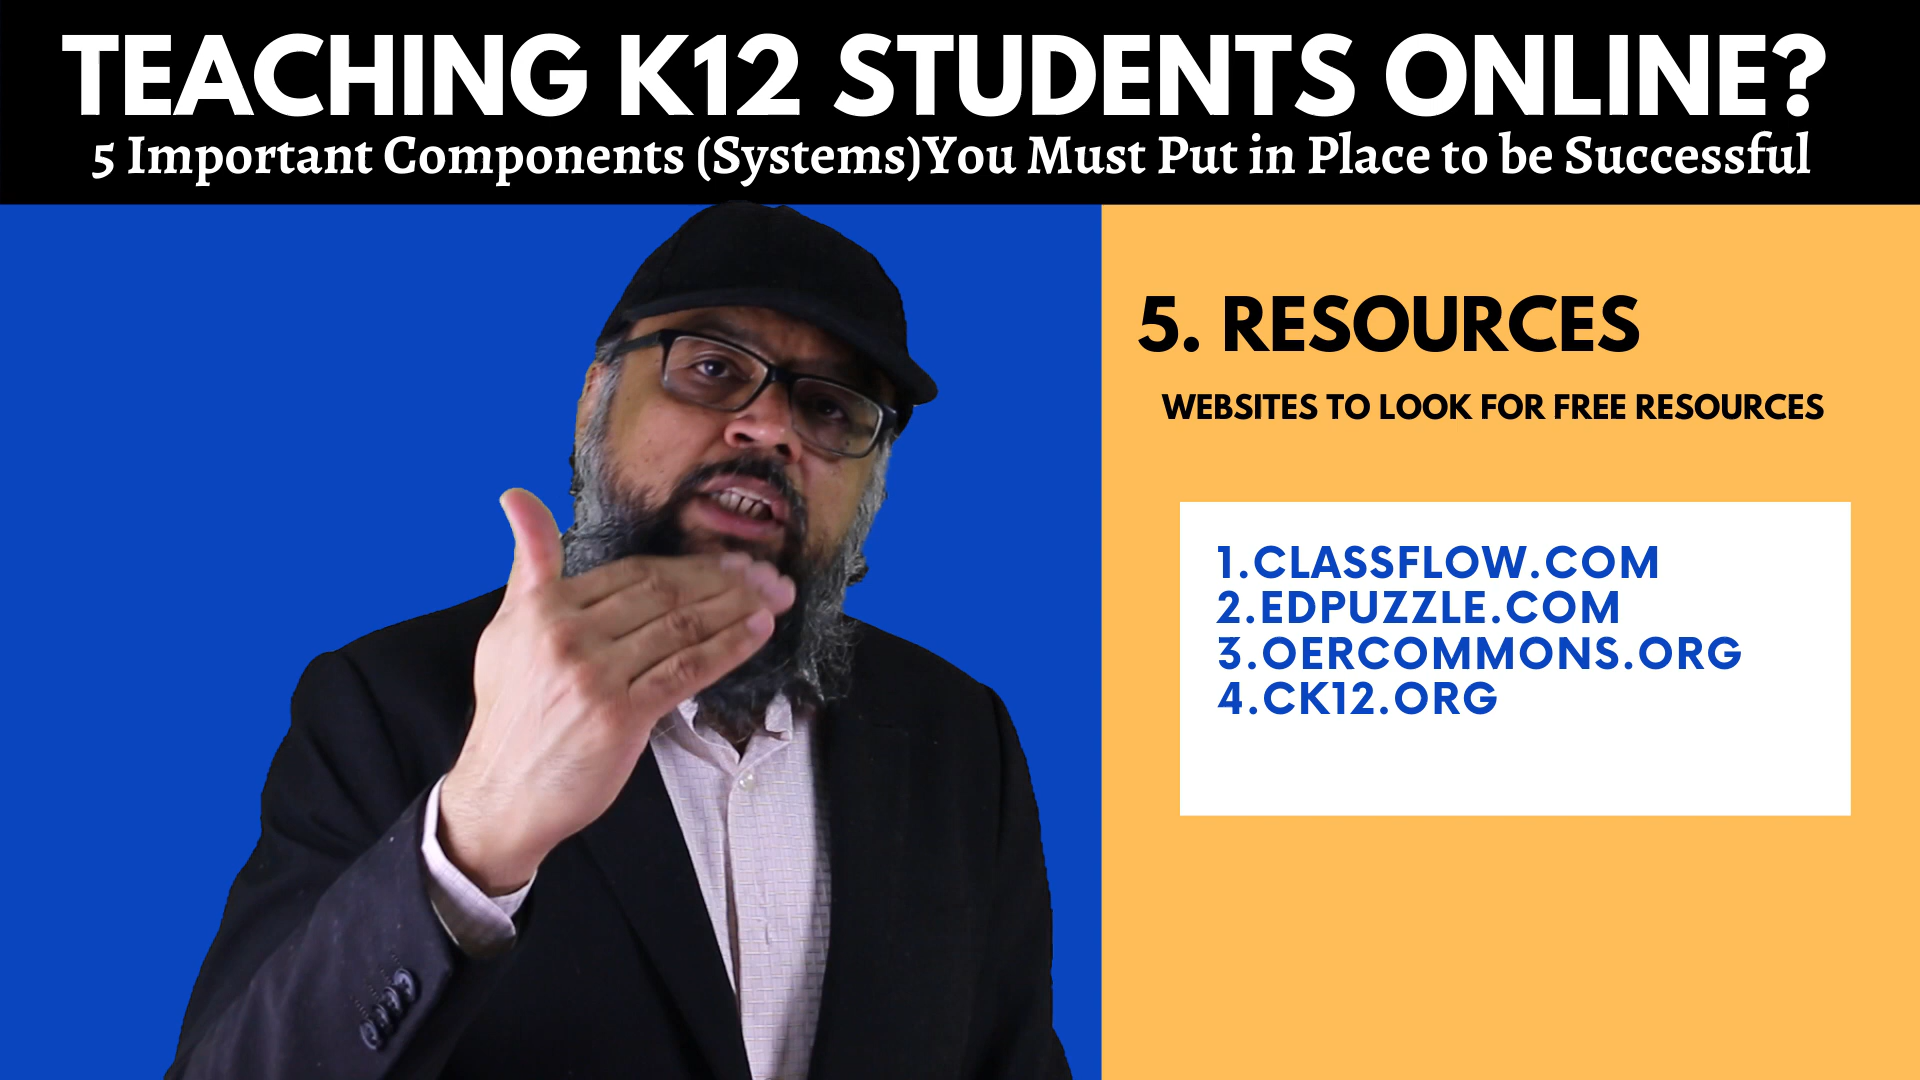 TEACHING K12 STUDENTS ONLINE?
5 Important Components (Systems)You Must Put in Place to be Successful
5. RESOURCES
WEBSITES TO LOOK FOR FREE RESOURCES
1.CLASSFLOW.COM
2.EDPUZZLE.COM
3.OERCOMMONS.ORG
4.CK12.ORG